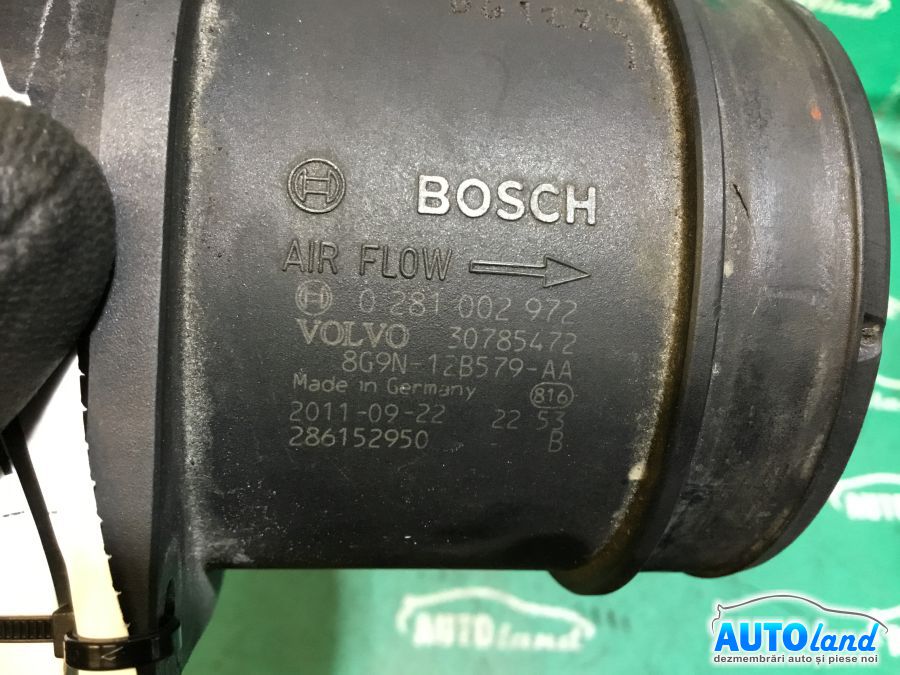 BOSCH
AIR FLOW
0 281 002 972
VOLVO 30785472
8G9N-12B579-AA
Made in Germany 816
2011-09-22 22 53
286152950 B
AUTOland
dezmembrări auto și piese noi